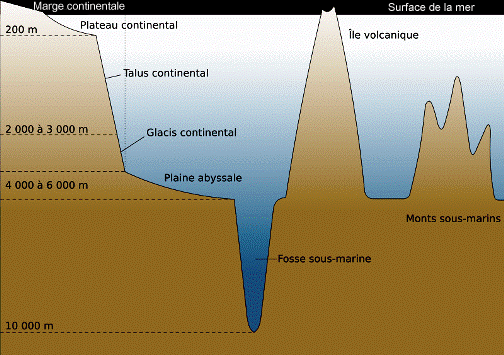 Marge continentale
Surface de la mer
Plateau continental
200 m
Île volcanique
Talus continental
2 000 à 3 000 m
Glacis continental
Plaine abyssale
4 000 à 6 000 m
Monts sous-marins
Fosse sous-marine
10 000 m